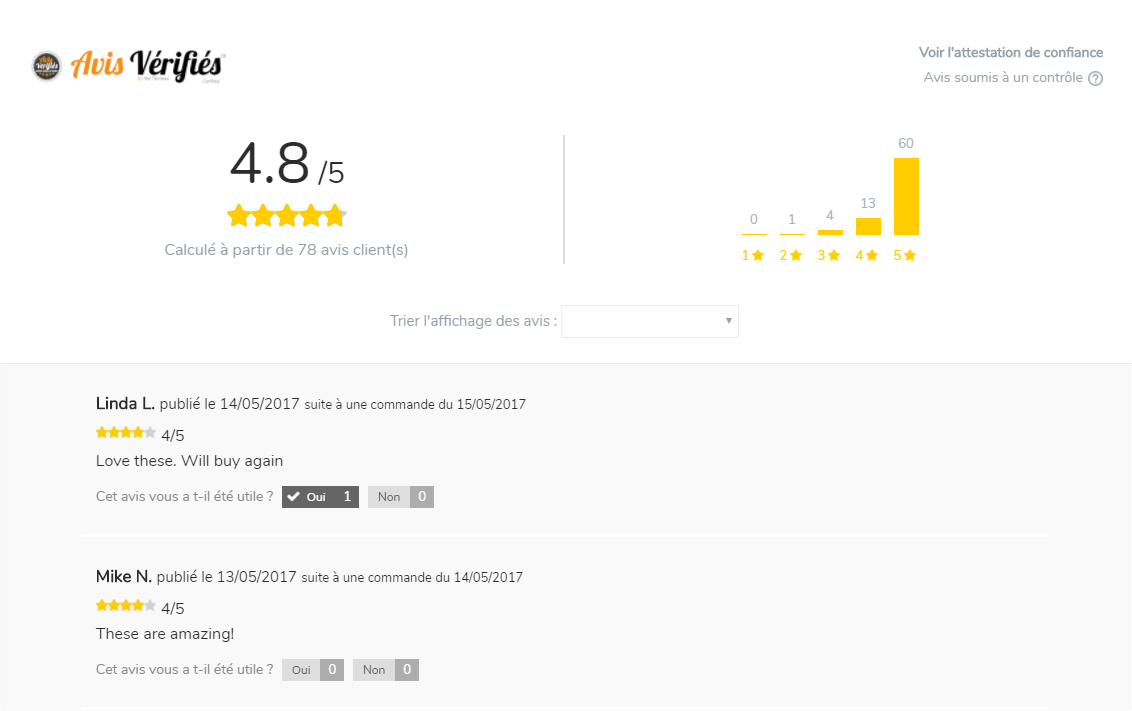 Avis Vérifiés
Voir l'attestation de confiance
Avis soumis à un contrôle ?
4.8 /5
Calculé à partir de 78 avis client(s)
0 1 4 13 60
1 2 3 4 5
Trier l'affichage des avis :
Linda L. publié le 14/05/2017 suite à une commande du 15/05/2017
4/5
Love these. Will buy again
Cet avis vous a t-il été utile ? Oui 1 Non 0
Mike N. publié le 13/05/2017 suite à une commande du 14/05/2017
4/5
These are amazing!
Cet avis vous a t-il été utile ? Oui 0 Non 0